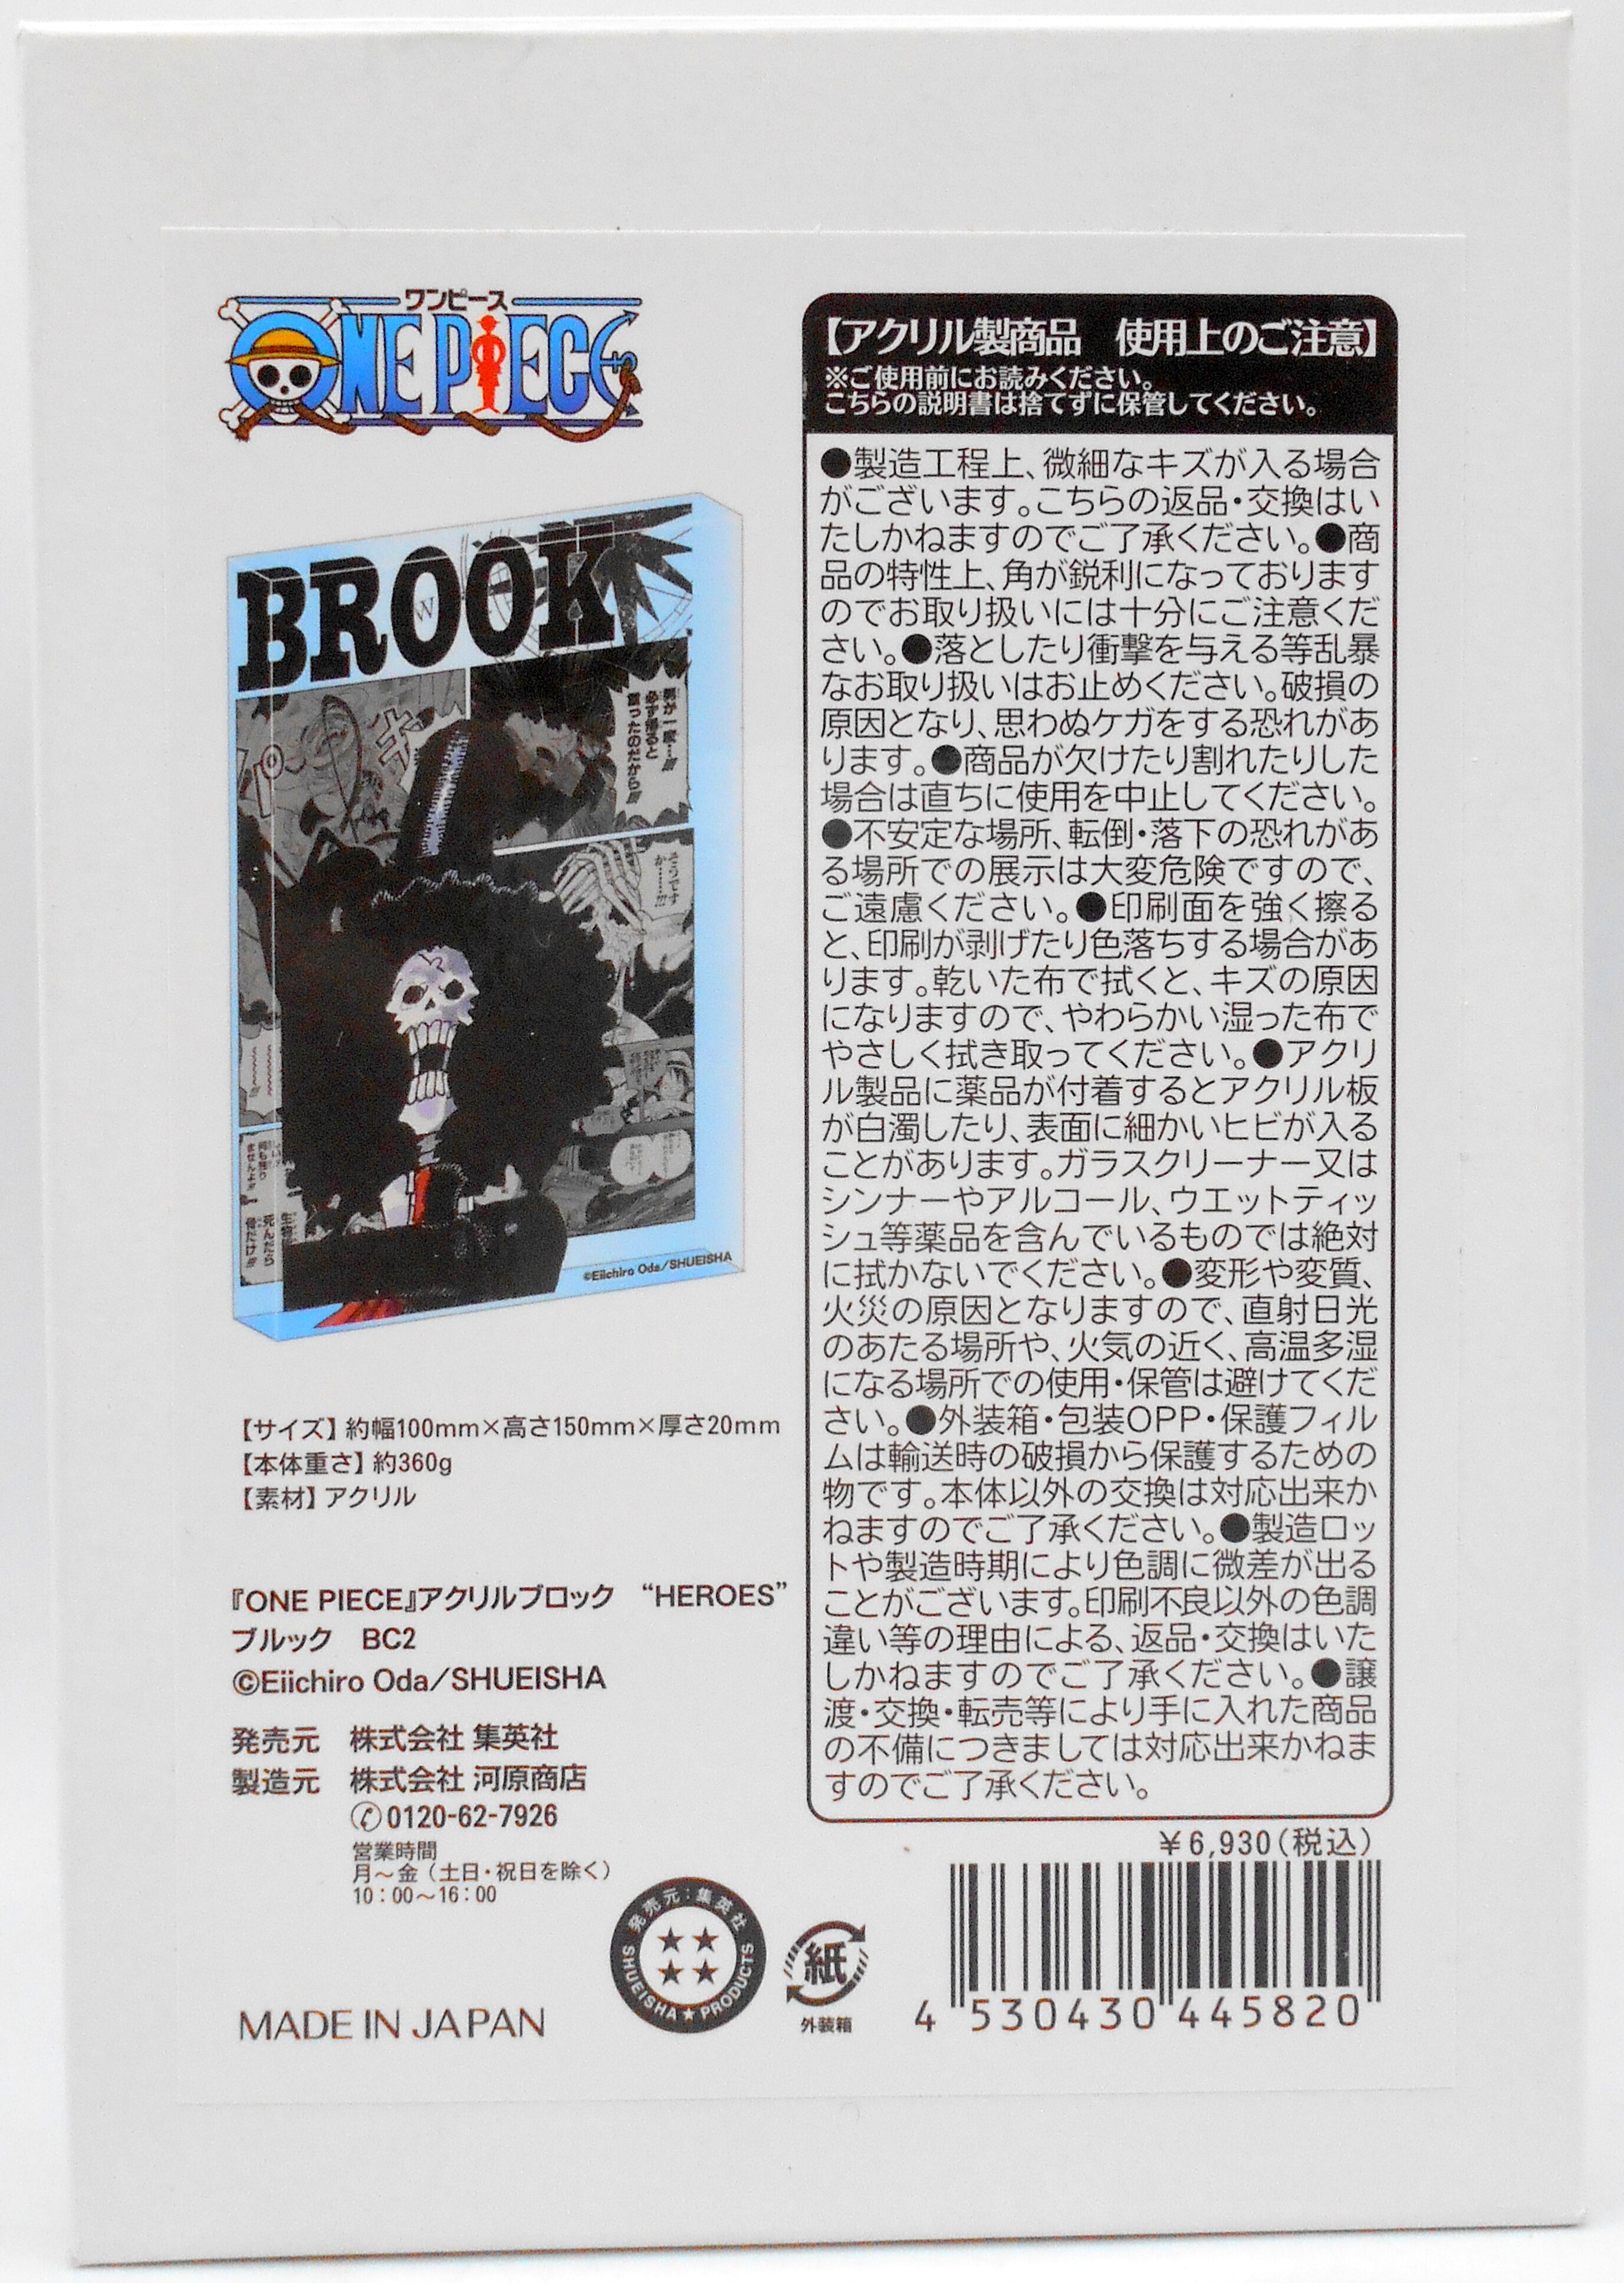 ワンピース
ONE PIECE
BROOK
男が一度…!!!
必ず帰ると
言ったのだから!!!
そうです
か……!!!
死んだら
骨だけ!!!
©Eiichiro Oda/SHUEISHA
【サイズ】約幅100mm×高さ150mm×厚さ20mm
【本体重さ】約360g
【素材】アクリル
『ONE PIECE』アクリルブロック “HEROES”
ブルック BC2
©Eiichiro Oda/SHUEISHA
発売元 株式会社 集英社
製造元 株式会社 河原商店
0120-62-7926
営業時間
月～金（土日・祝日を除く）
10：00～16：00
MADE IN JAPAN
発売元：集英社
SHUEISHA★PRODUCTS
紙
外装箱
【アクリル製商品 使用上のご注意】
※ご使用前にお読みください。
こちらの説明書は捨てずに保管してください。
●製造工程上、微細なキズが入る場合
がございます。こちらの返品・交換はい
たしかねますのでご了承ください。●商
品の特性上、角が鋭利になっております
のでお取り扱いには十分にご注意くだ
さい。●落としたり衝撃を与える等乱暴
なお取り扱いはお止めください。破損の
原因となり、思わぬケガをする恐れがあ
ります。●商品が欠けたり割れたりした
場合は直ちに使用を中止してください。
●不安定な場所、転倒・落下の恐れがあ
る場所での展示は大変危険ですので、
ご遠慮ください。●印刷面を強く擦る
と、印刷が剥げたり色落ちする場合があ
ります。乾いた布で拭くと、キズの原因
になりますので、やわらかい湿った布で
やさしく拭き取ってください。●アクリ
ル製品に薬品が付着するとアクリル板
が白濁したり、表面に細かいヒビが入る
ことがあります。ガラスクリーナー又は
シンナーやアルコール、ウエットティッ
シュ等薬品を含んでいるものでは絶対
に拭かないでください。●変形や変質、
火災の原因となりますので、直射日光
のあたる場所や、火気の近く、高温多湿
になる場所での使用・保管は避けてくだ
さい。●外装箱・包装OPP・保護フィル
ムは輸送時の破損から保護するための
物です。本体以外の交換は対応出来か
ねますのでご了承ください。●製造ロッ
トや製造時期により色調に微差が出る
ことがございます。印刷不良以外の色調
違い等の理由による、返品・交換はいた
しかねますのでご了承ください。●譲
渡・交換・転売等により手に入れた商品
の不備につきましては対応出来かねま
すのでご了承ください。
¥6,930（税込）
4 530430 445820